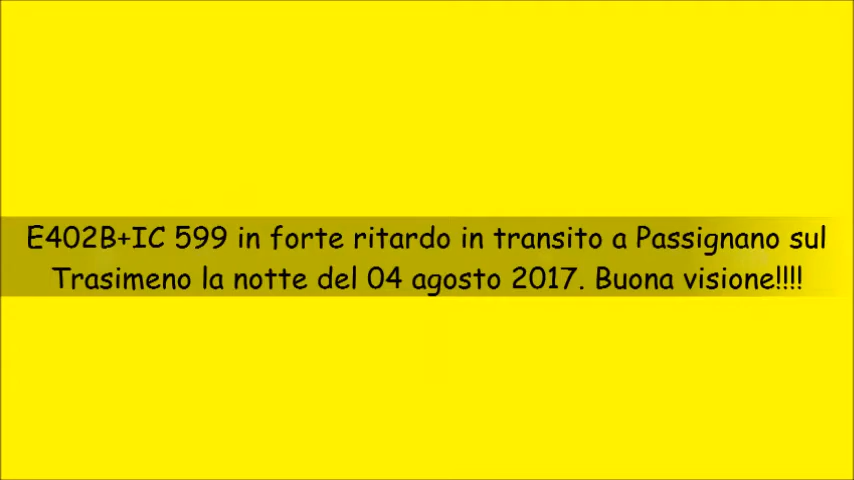 E402B+IC 599 in forte ritardo in transito a Passignano sul
Trasimeno la notte del 04 agosto 2017. Buona visione!!!!